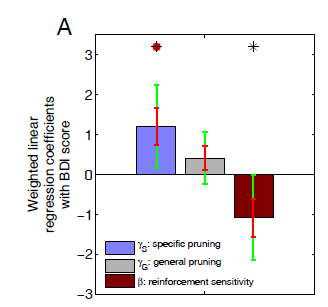 A
Weighted linear
regression coefficients
with BDI score
3
2
1
0
−1
−2
−3
γS: specific pruning
γG: general pruning
β: reinforcement sensitivity